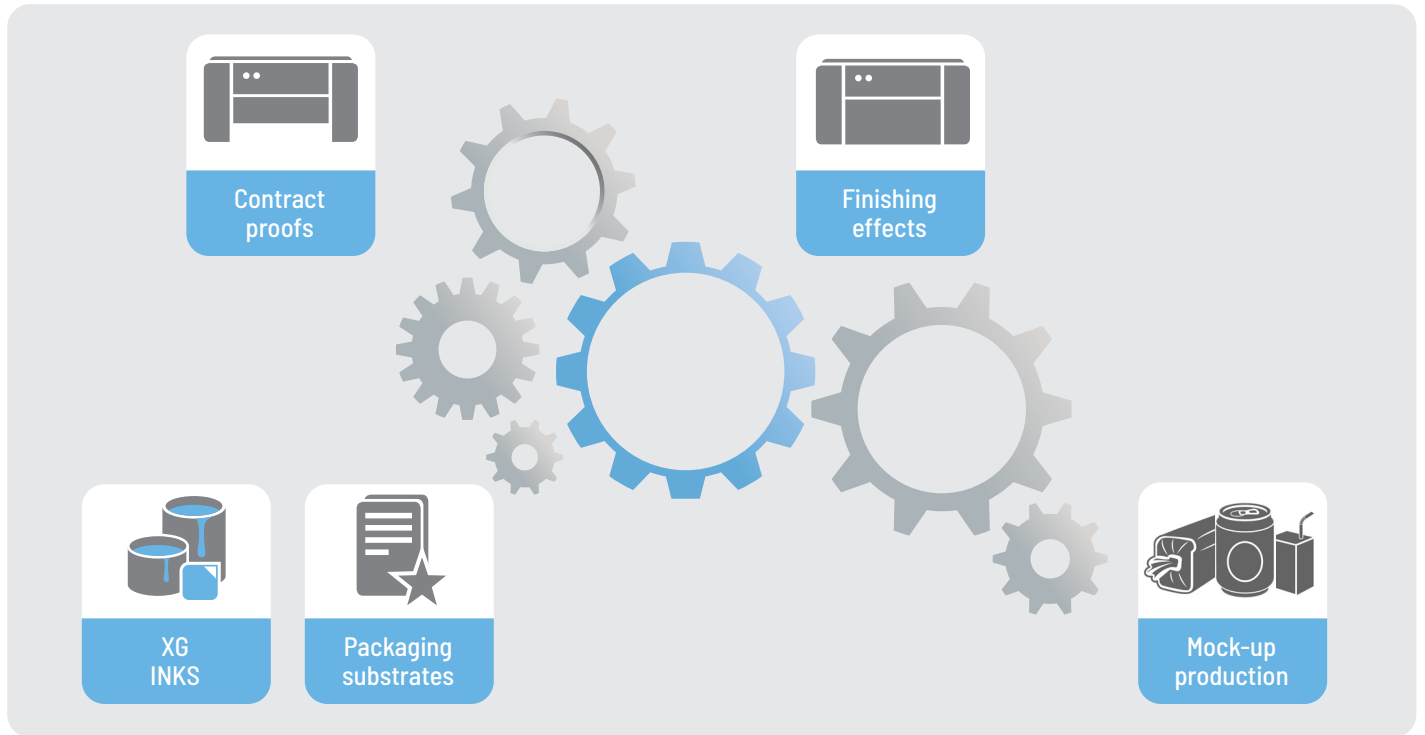 Contract
proofs
Finishing
effects
XG
INKS
Packaging
substrates
Mock-up
production